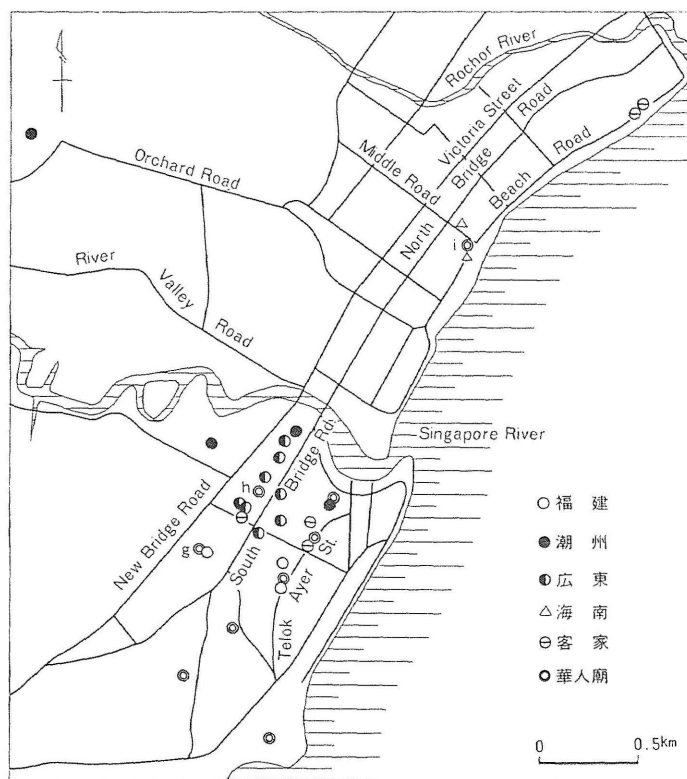 Rochor River
Victoria Street
North Bridge Road
Beach Road
Middle Road
Orchard Road
River Valley Road
i
Singapore River
New Bridge Road
South Bridge Rd.
h
g
Telok Ayer St.
○ 福建
● 潮州
◐ 広東
△ 海南
⊖ 客家
◎ 華人廟
0 0.5km